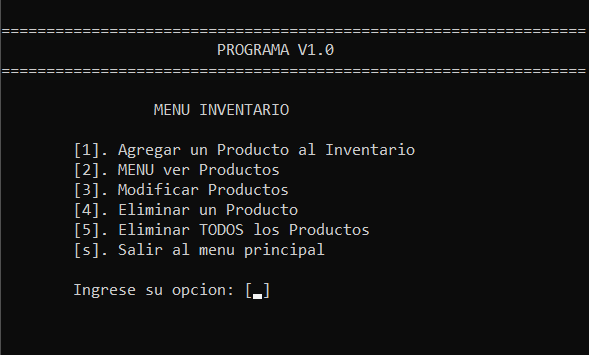 =================================================================
PROGRAMA V1.0
=================================================================
MENU INVENTARIO
[1]. Agregar un Producto al Inventario
[2]. MENU ver Productos
[3]. Modificar Productos
[4]. Eliminar un Producto
[5]. Eliminar TODOS los Productos
[s]. Salir al menu principal
Ingrese su opcion: [_]